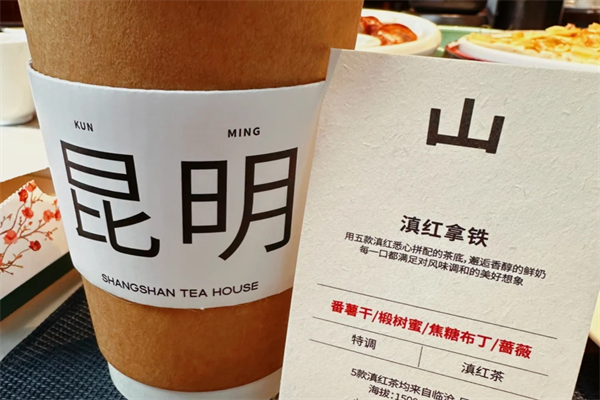 KUN MING
昆明
SHANGSHAN TEA HOUSE
山
滇红拿铁
用五款滇红悉心拼配的茶底,邂逅香醇的鲜奶
每一口都满足对风味调和的美好想象
番薯干/椴树蜜/焦糖布丁/蔷薇
特调 滇红茶
5款滇红茶均来自临沧
海拔:150